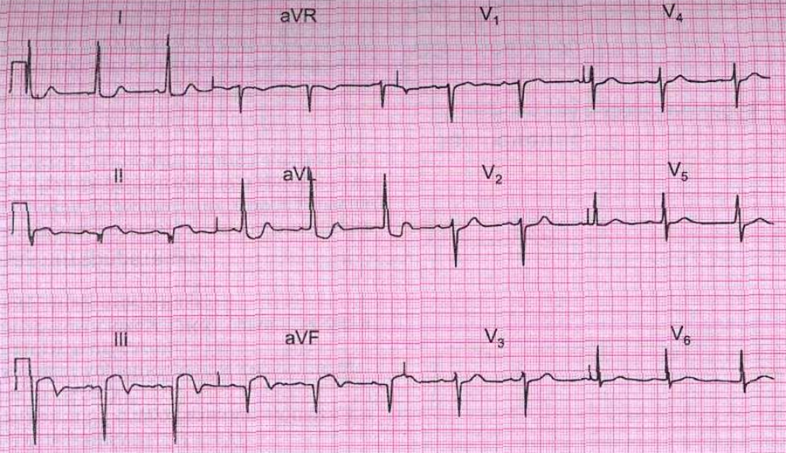 I aVR V₁ V₄
II aVL V₂ V₅
III aVF V₃ V₆